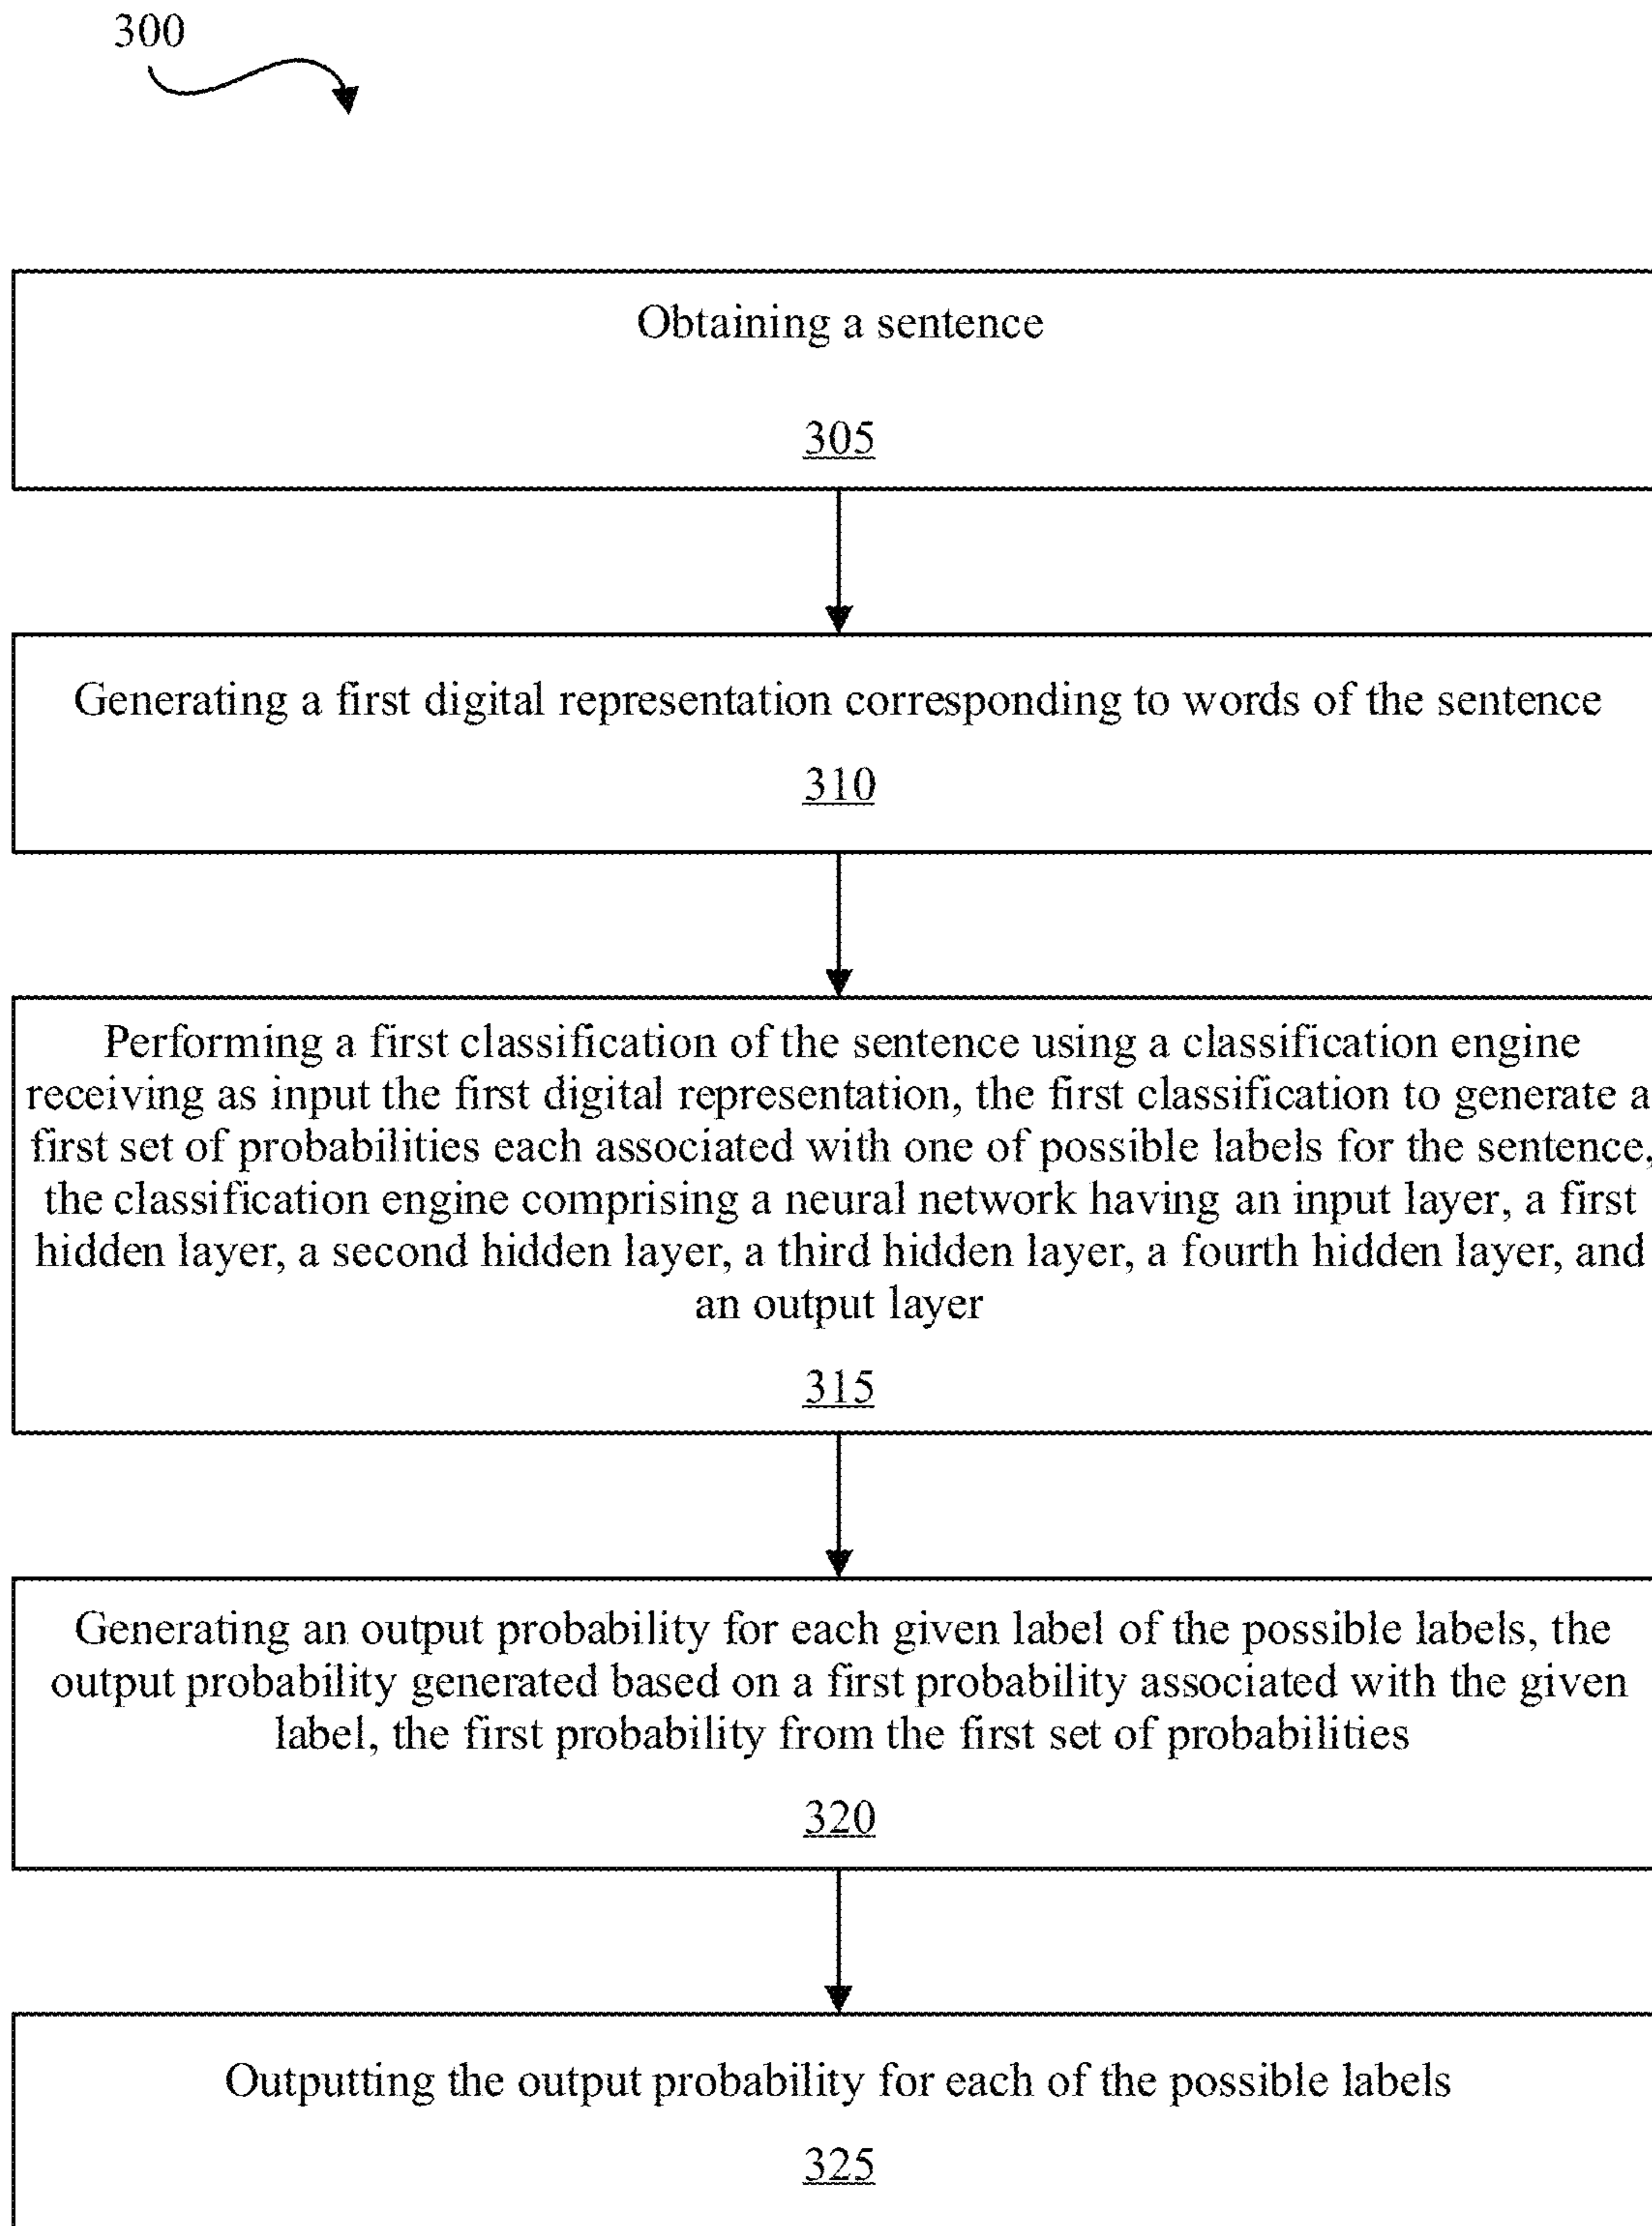 300
Obtaining a sentence
305
Generating a first digital representation corresponding to words of the sentence
310
Performing a first classification of the sentence using a classification engine
receiving as input the first digital representation, the first classification to generate a
first set of probabilities each associated with one of possible labels for the sentence,
the classification engine comprising a neural network having an input layer, a first
hidden layer, a second hidden layer, a third hidden layer, a fourth hidden layer, and
an output layer
315
Generating an output probability for each given label of the possible labels, the
output probability generated based on a first probability associated with the given
label, the first probability from the first set of probabilities
320
Outputting the output probability for each of the possible labels
325